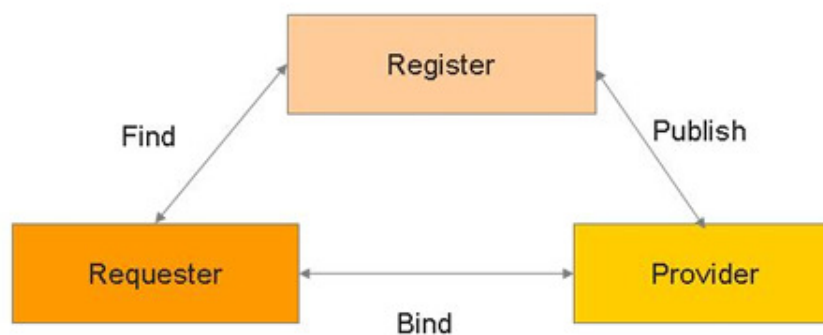 Register
Find
Publish
Requester
Provider
Bind